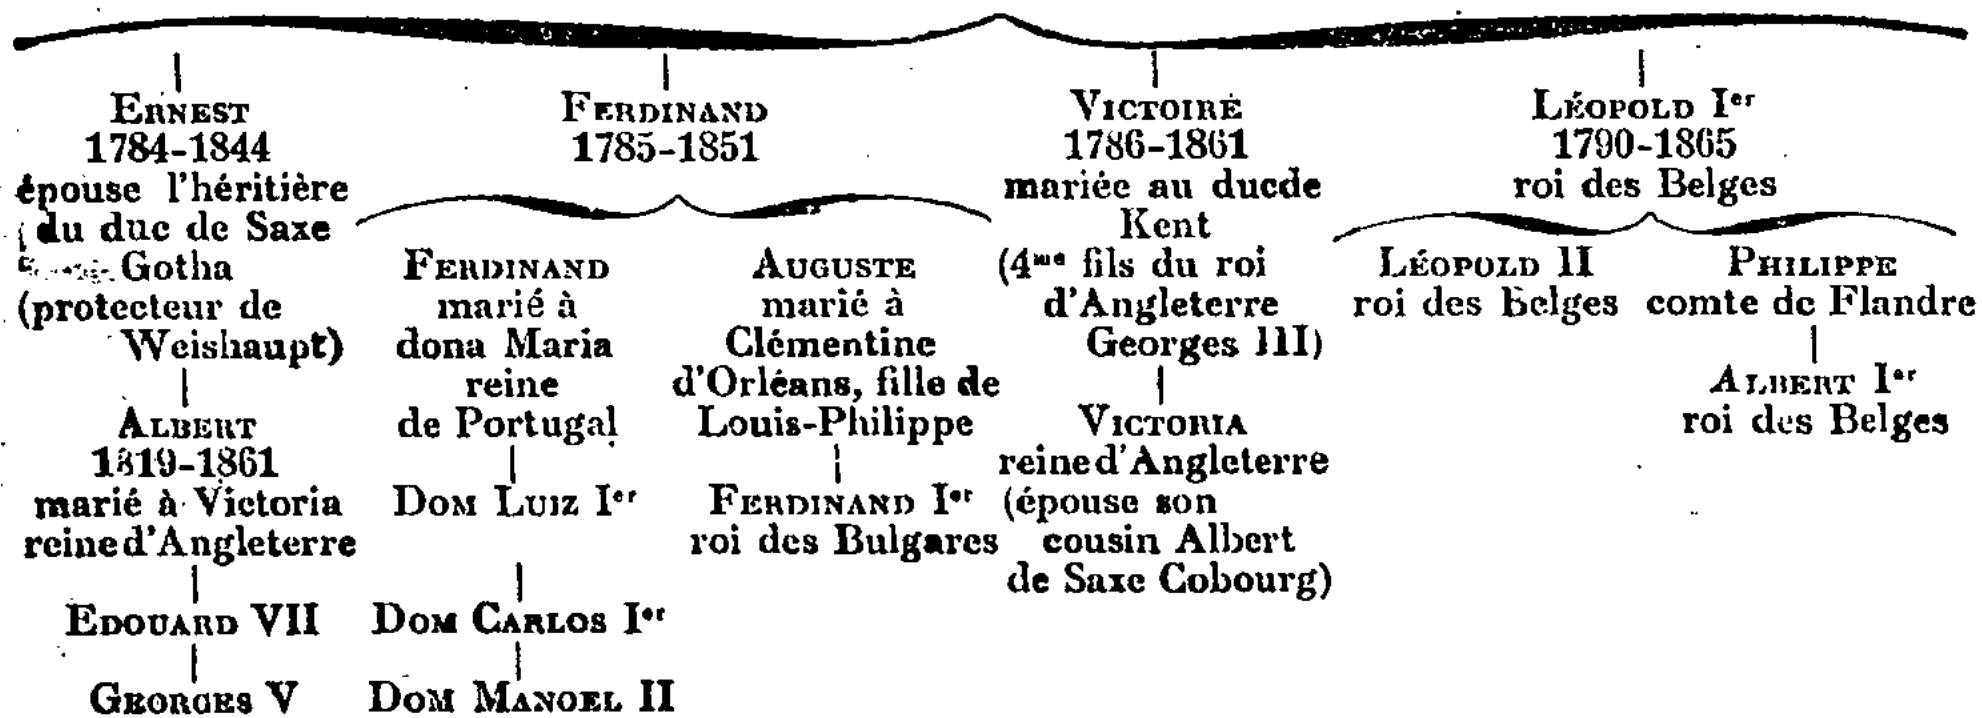 ERNEST
1784-1844
épouse l'héritière
du duc de Saxe
Gotha
(protecteur de
Weishaupt)
ALBERT
1819-1861
marié à Victoria
reine d'Angleterre
EDOUARD VII
GEORGES V
FERDINAND
1785-1851
FERDINAND
marié à
dona Maria
reine
de Portugal
DOM LUIZ Ier
DOM CARLOS Ier
DOM MANOEL II
AUGUSTE
marié à
Clémentine
d'Orléans, fille de
Louis-Philippe
FERDINAND Ier
roi des Bulgares
VICTOIRE
1786-1861
mariée au duc de
Kent
(4me fils du roi
d'Angleterre
Georges III)
VICTORIA
reine d'Angleterre
(épouse son
cousin Albert
de Saxe Cobourg)
LÉOPOLD Ier
1790-1865
roi des Belges
LÉOPOLD II
roi des Belges
PHILIPPE
comte de Flandre
ALBERT Ier
roi des Belges